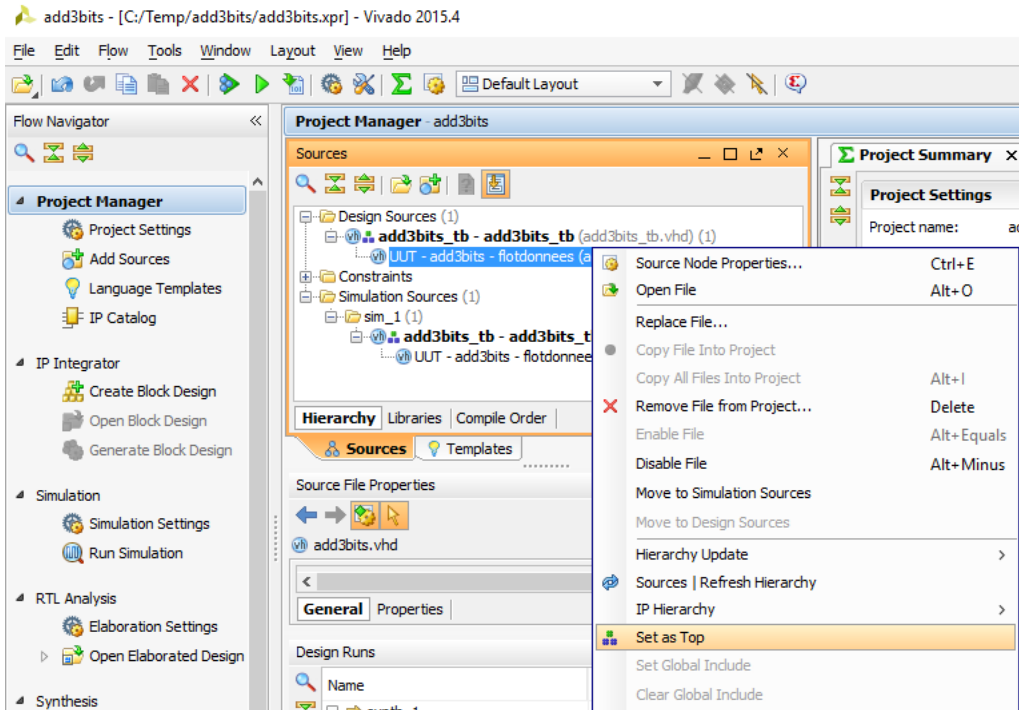 add3bits - [C:/Temp/add3bits/add3bits.xpr] - Vivado 2015.4
File Edit Flow Tools Window Layout View Help
Default Layout
Flow Navigator
Project Manager
Project Settings
Add Sources
Language Templates
IP Catalog
IP Integrator
Create Block Design
Open Block Design
Generate Block Design
Simulation
Simulation Settings
Run Simulation
RTL Analysis
Elaboration Settings
Open Elaborated Design
Synthesis
Project Manager - add3bits
Sources
Design Sources (1)
add3bits_tb - add3bits_tb (add3bits_tb.vhd) (1)
UUT - add3bits - flotdonnees (a
Constraints
Simulation Sources (1)
sim_1 (1)
add3bits_tb - add3bits_t
UUT - add3bits - flotdonnee
Hierarchy Libraries Compile Order
Sources Templates
Source File Properties
add3bits.vhd
General Properties
Design Runs
Name
Project Summary
Project Settings
Project name:
Source Node Properties... Ctrl+E
Open File Alt+O
Replace File...
Copy File Into Project
Copy All Files Into Project Alt+I
Remove File from Project... Delete
Enable File Alt+Equals
Disable File Alt+Minus
Move to Simulation Sources
Move to Design Sources
Hierarchy Update
Sources | Refresh Hierarchy
IP Hierarchy
Set as Top
Set Global Include
Clear Global Include